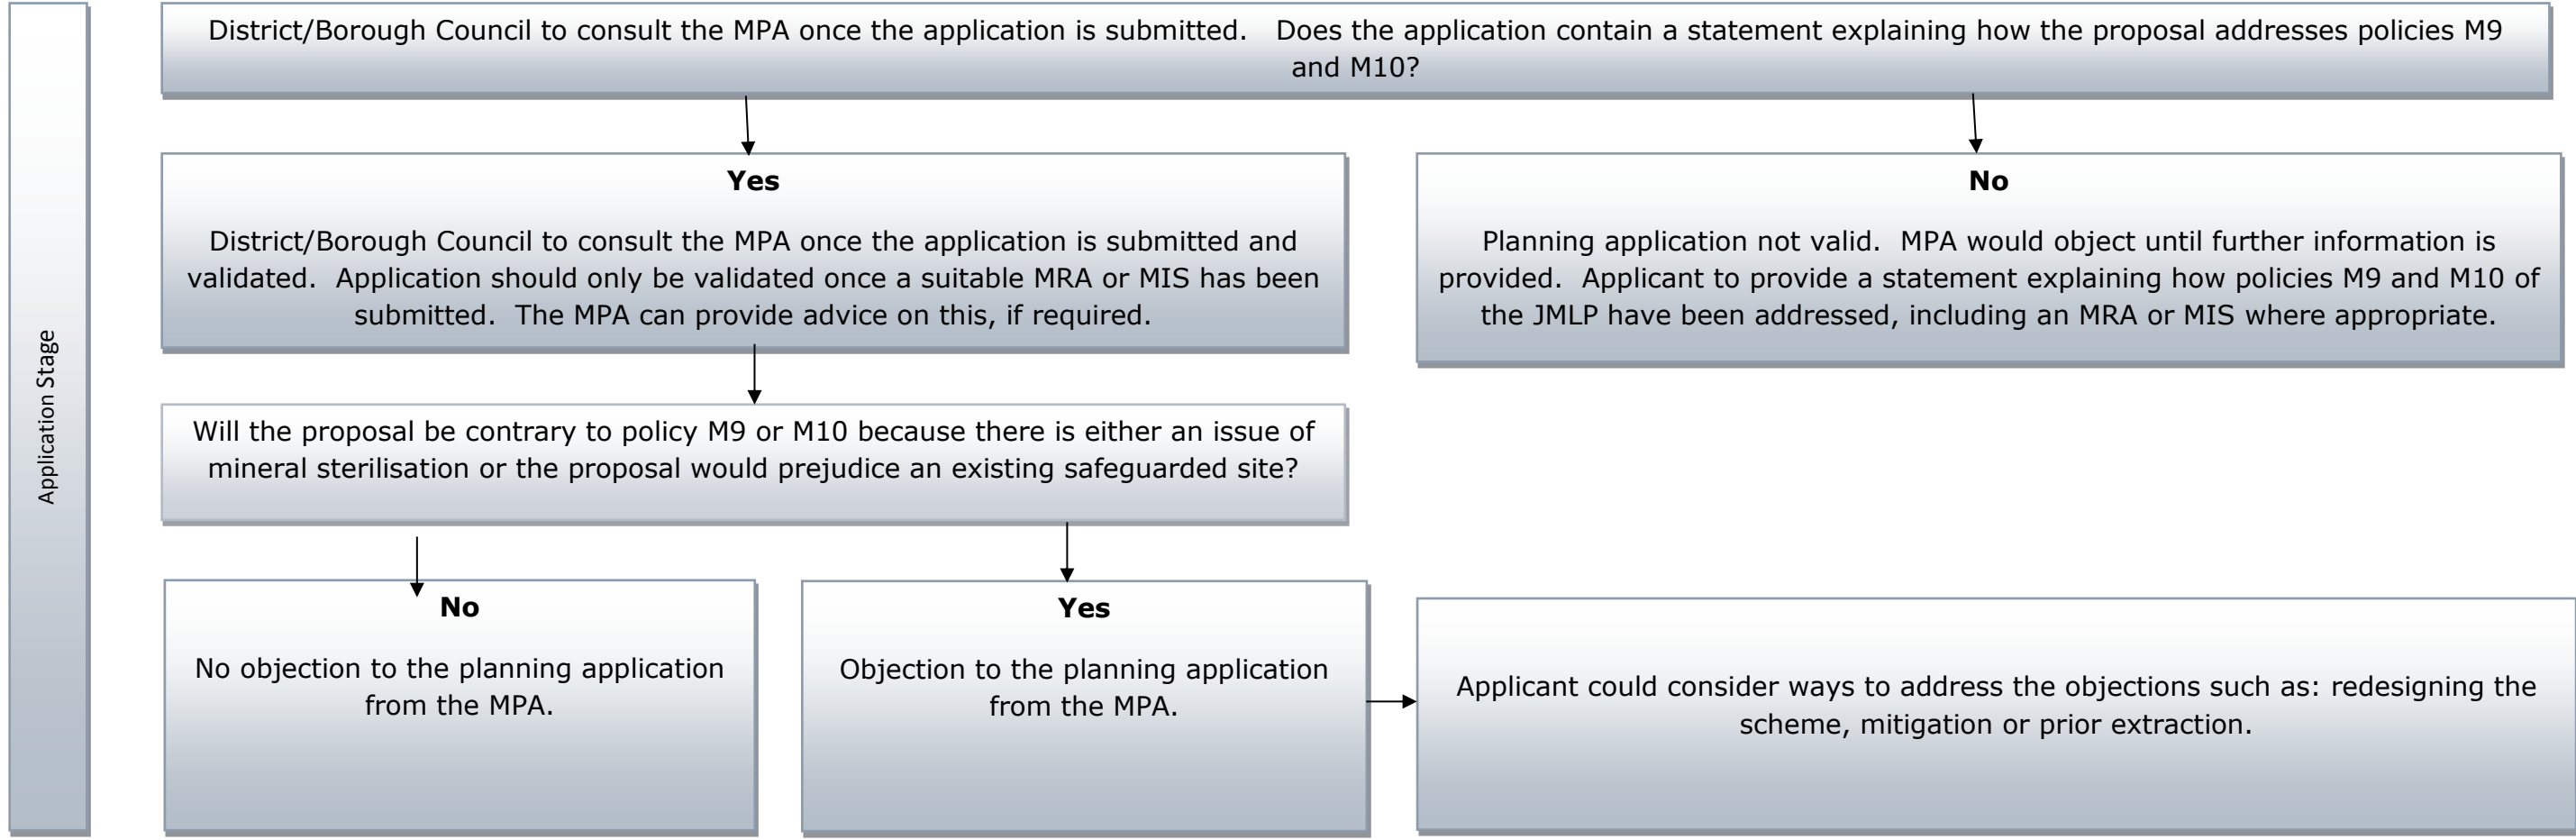 Application Stage
District/Borough Council to consult the MPA once the application is submitted.   Does the application contain a statement explaining how the proposal addresses policies M9
and M10?
Yes
District/Borough Council to consult the MPA once the application is submitted and
validated.  Application should only be validated once a suitable MRA or MIS has been
submitted.  The MPA can provide advice on this, if required.
No
Planning application not valid.  MPA would object until further information is
provided.  Applicant to provide a statement explaining how policies M9 and M10 of
the JMLP have been addressed, including an MRA or MIS where appropriate.
Will the proposal be contrary to policy M9 or M10 because there is either an issue of
mineral sterilisation or the proposal would prejudice an existing safeguarded site?
No
No objection to the planning application
from the MPA.
Yes
Objection to the planning application
from the MPA.
Applicant could consider ways to address the objections such as: redesigning the
scheme, mitigation or prior extraction.